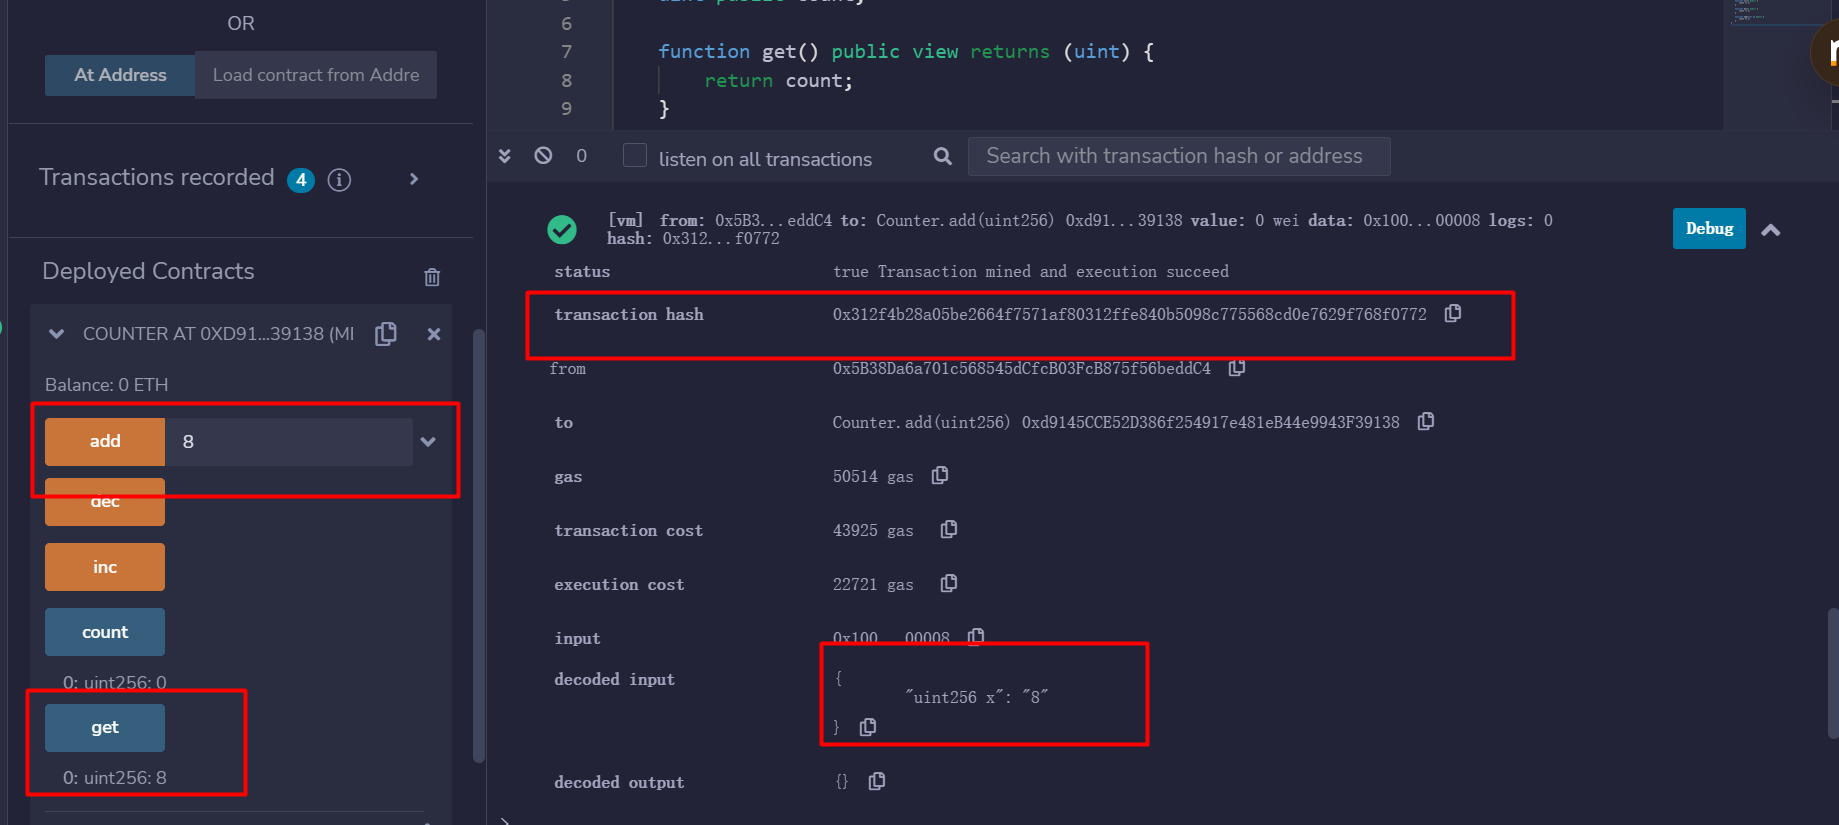 OR
At Address
Load contract from Addre
Transactions recorded 4
Deployed Contracts
COUNTER AT 0XD91...39138 (MI
Balance: 0 ETH
add 8
dec
inc
count
0: uint256: 0
get
0: uint256: 8
6
7 function get() public view returns (uint) {
8 return count;
9 }
0 listen on all transactions
Search with transaction hash or address
[vm] from: 0x5B3...eddC4 to: Counter.add(uint256) 0xd91...39138 value: 0 wei data: 0x100...00008 logs: 0
hash: 0x312...f0772
Debug
status true Transaction mined and execution succeed
transaction hash 0x312f4b28a05be2664f7571af80312ffe840b5098c775568cd0e7629f768f0772
from 0x5B38Da6a701c568545dCfcB03FcB875f56beddC4
to Counter.add(uint256) 0xd9145CCE52D386f254917e481eB44e9943F39138
gas 50514 gas
transaction cost 43925 gas
execution cost 22721 gas
input 0x100...00008
decoded input {
"uint256 x": "8"
}
decoded output {}